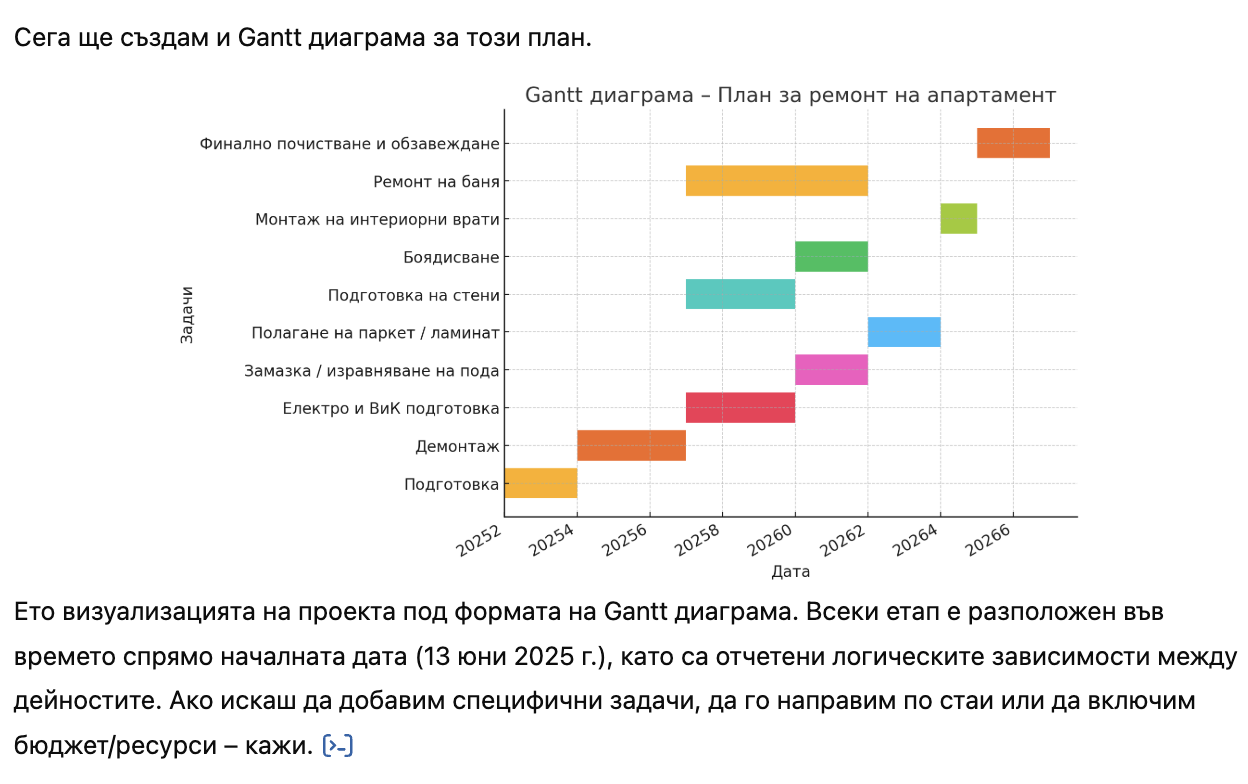 Сега ще създам и Gantt диаграма за този план.
Gantt диаграма – План за ремонт на апартамент
Финално почистване и обзавеждане
Ремонт на баня
Монтаж на интериорни врати
Боядисване
Подготовка на стени
Полагане на паркет / ламинат
Замазка / изравняване на пода
Електро и ВиК подготовка
Демонтаж
Подготовка
Задачи
20252 20254 20256 20258 20260 20262 20264 20266
Дата
Ето визуализацията на проекта под формата на Gantt диаграма. Всеки етап е разположен във
времето спрямо началната дата (13 юни 2025 г.), като са отчетени логическите зависимости между
дейностите. Ако искаш да добавим специфични задачи, да го направим по стаи или да включим
бюджет/ресурси – кажи.